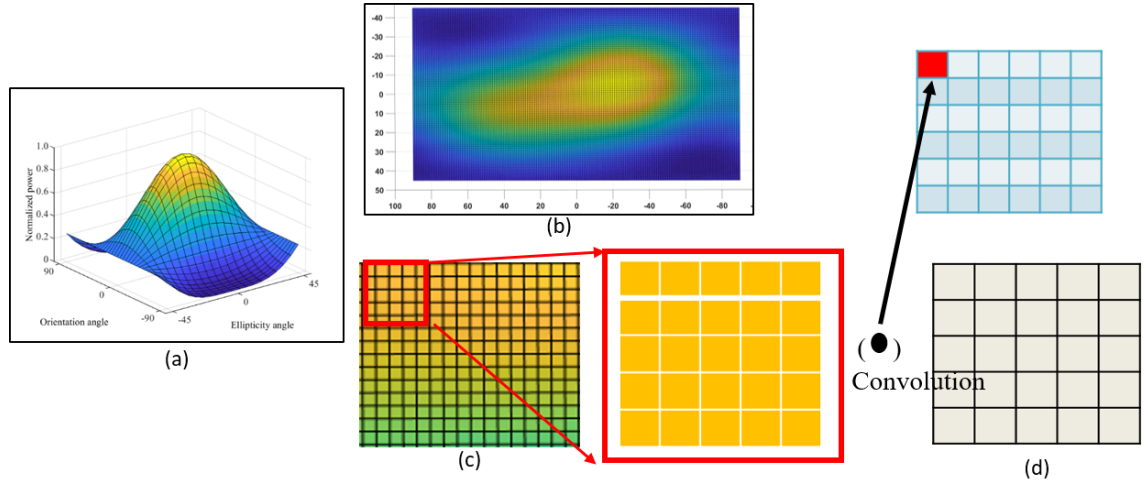 1.0
0.8
0.6
0.4
0.2
0
Normalized power
90
0
-90
Orientation angle
-45
0
45
Ellipticity angle
(a)
-40
-30
-20
-10
0
10
20
30
40
50
100 80 60 40 20 0 -20 -40 -60 -80
(b)
(c)
( )
Convolution
(d)